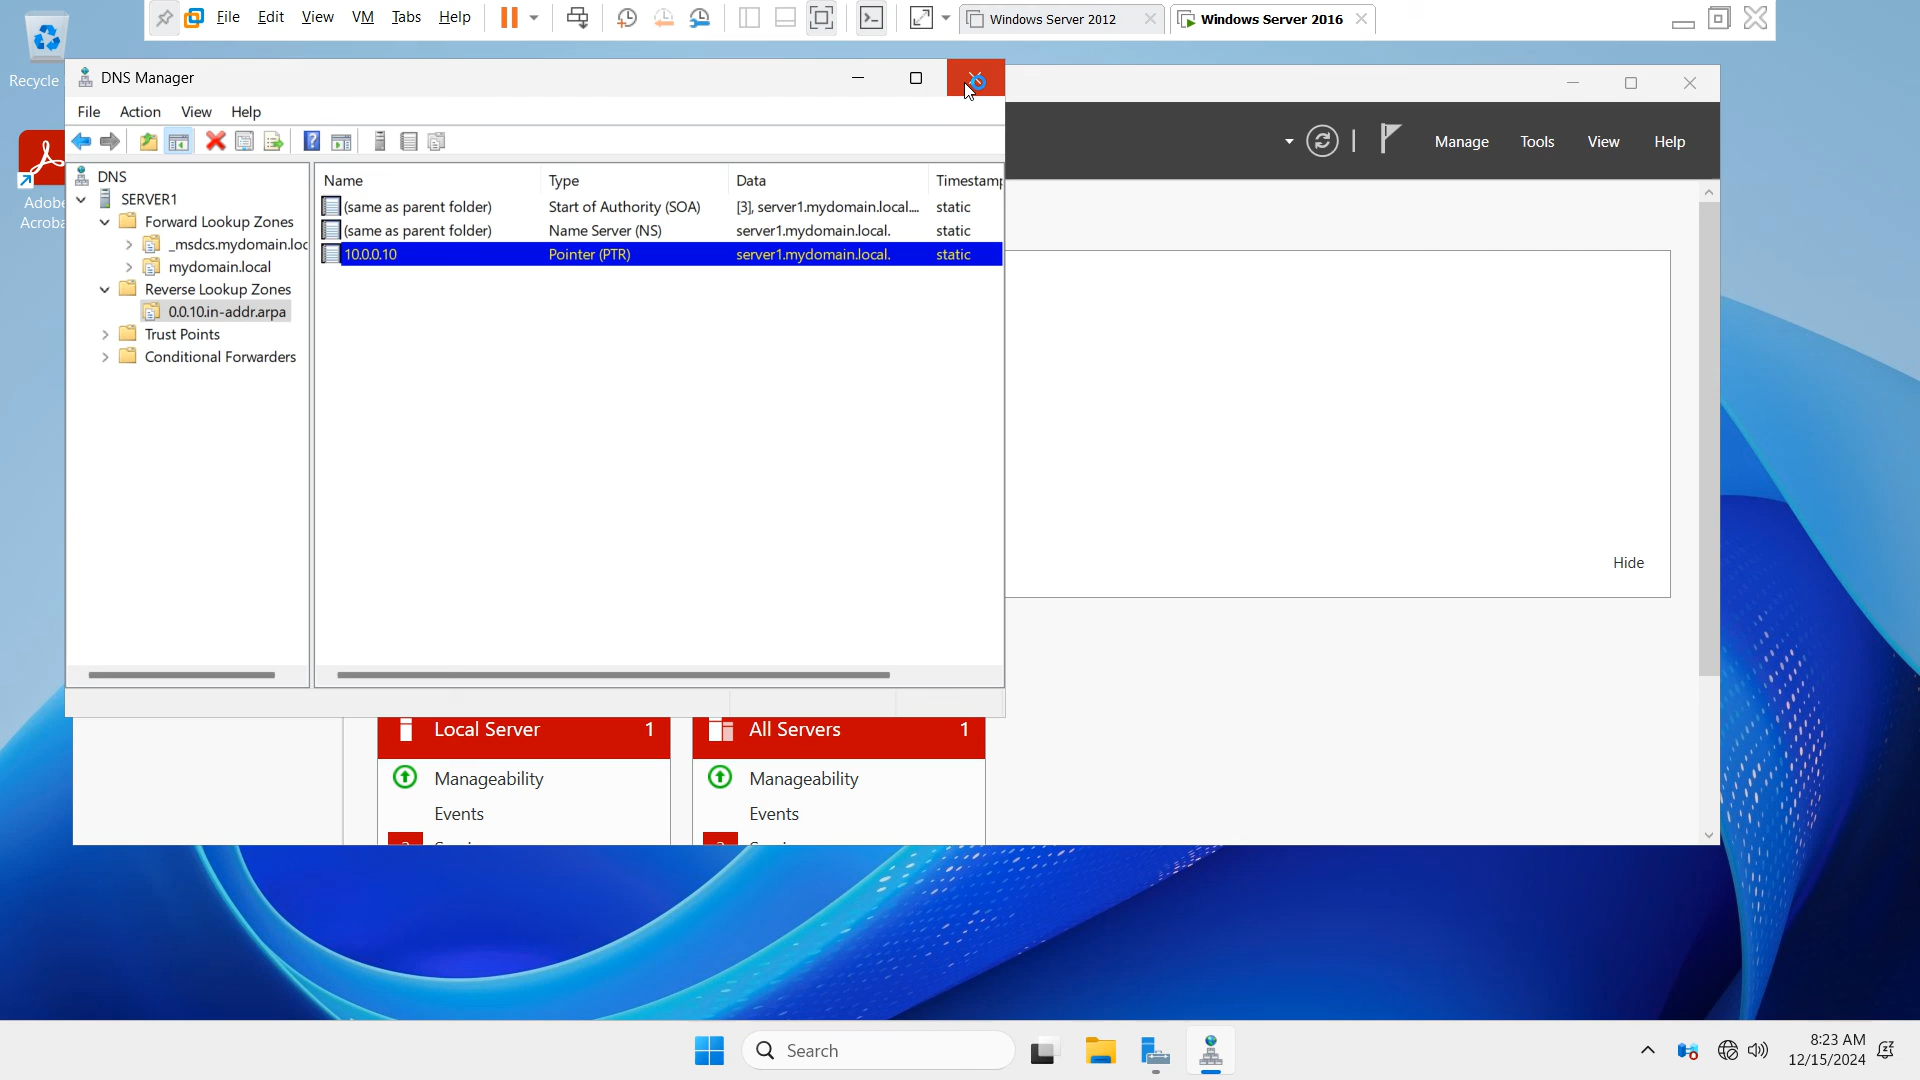 File Edit View VM Tabs Help
Windows Server 2012
Windows Server 2016
Recycle
Adobe
Acrobat
DNS Manager
File Action View Help
DNS
SERVER1
Forward Lookup Zones
_msdcs.mydomain.loc
mydomain.local
Reverse Lookup Zones
0.0.10.in-addr.arpa
Trust Points
Conditional Forwarders
Name Type Data Timestamp
(same as parent folder) Start of Authority (SOA) [3], server1.mydomain.local.... static
(same as parent folder) Name Server (NS) server1.mydomain.local. static
10.0.0.10 Pointer (PTR) server1.mydomain.local. static
Manage Tools View Help
Hide
Local Server 1
Manageability
Events
All Servers 1
Manageability
Events
Search
8:23 AM
12/15/2024